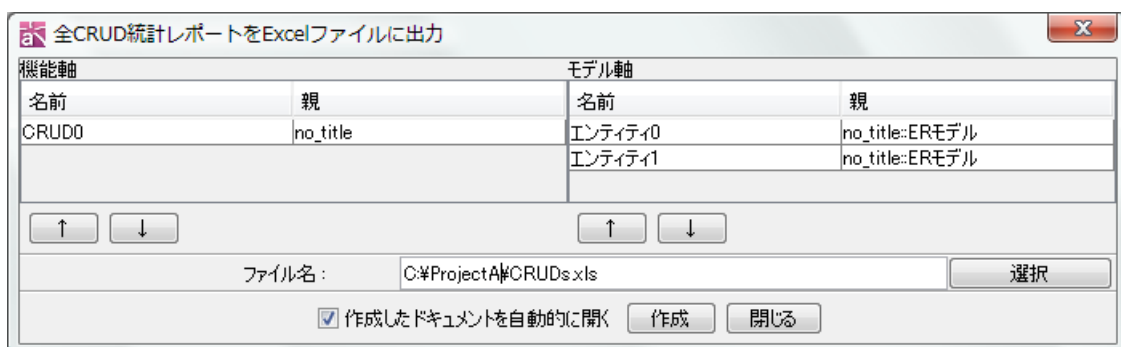 全CRUD統計レポートをExcelファイルに出力
機能軸 モデル軸
名前 親 名前 親
CRUD0 no_title エンティティ0 no_title::ERモデル
エンティティ1 no_title::ERモデル
↑ ↓ ↑ ↓
ファイル名： C:¥ProjectA¥CRUDs.xls 選択
作成したドキュメントを自動的に開く 作成 閉じる